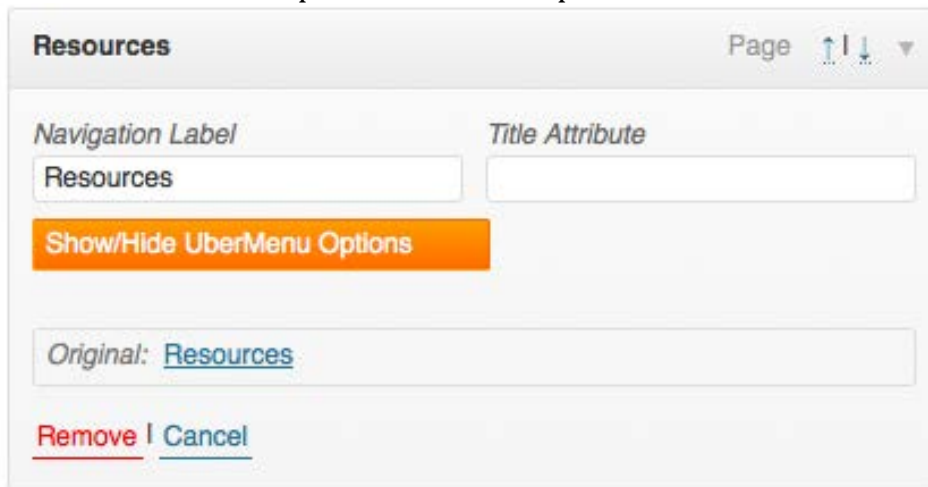 Resources Page ↑|↓
Navigation Label Title Attribute
Resources
Show/Hide UberMenu Options
Original: Resources
Remove | Cancel